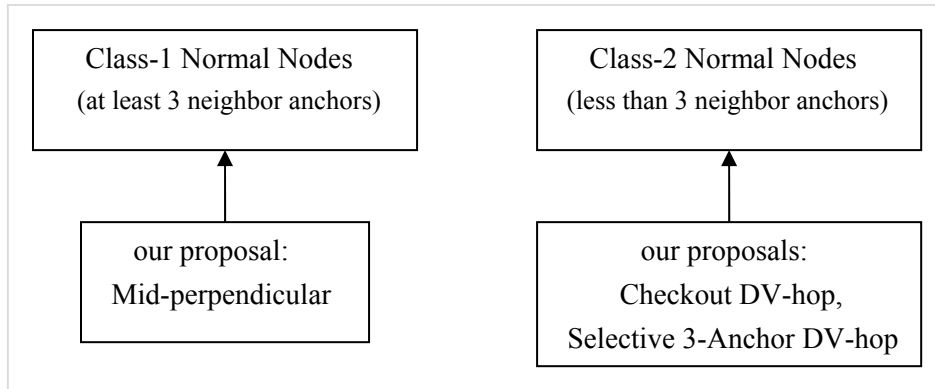 Class-1 Normal Nodes
(at least 3 neighbor anchors)
our proposal:
Mid-perpendicular
Class-2 Normal Nodes
(less than 3 neighbor anchors)
our proposals:
Checkout DV-hop,
Selective 3-Anchor DV-hop